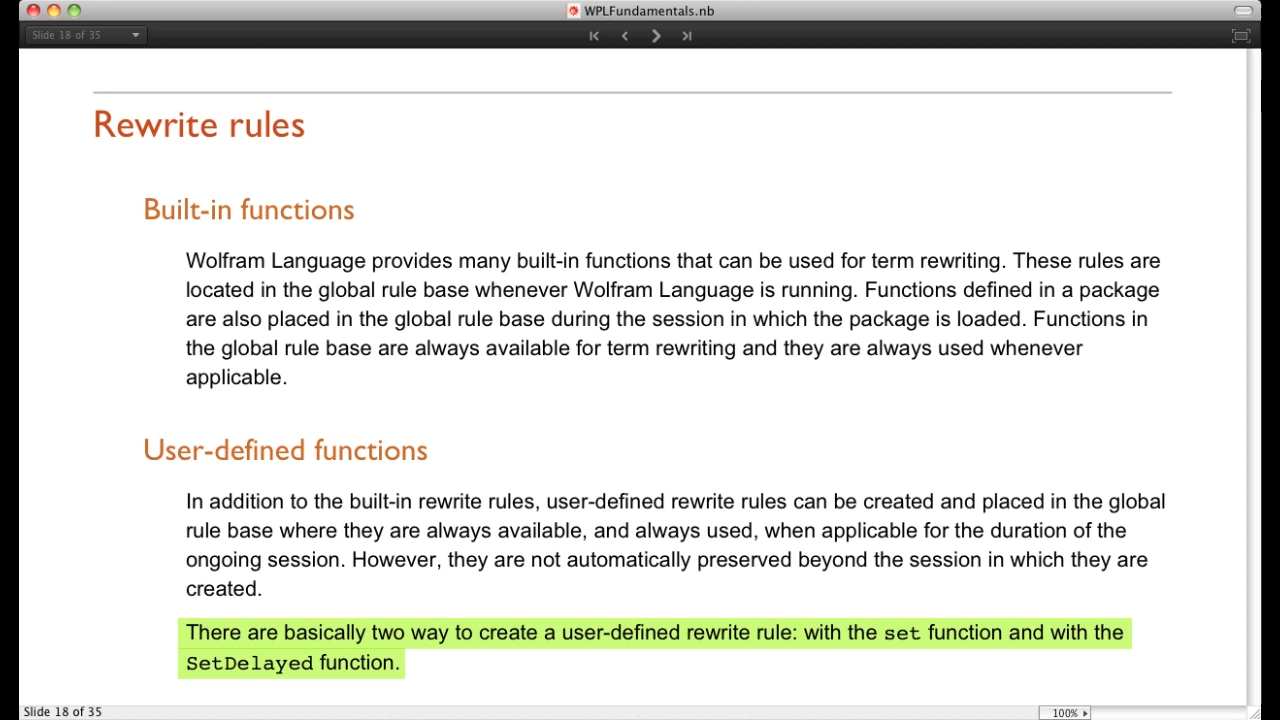 WPLFundamentals.nb
Slide 18 of 35
Rewrite rules
Built-in functions
Wolfram Language provides many built-in functions that can be used for term rewriting. These rules are
located in the global rule base whenever Wolfram Language is running. Functions defined in a package
are also placed in the global rule base during the session in which the package is loaded. Functions in
the global rule base are always available for term rewriting and they are always used whenever
applicable.
User-defined functions
In addition to the built-in rewrite rules, user-defined rewrite rules can be created and placed in the global
rule base where they are always available, and always used, when applicable for the duration of the
ongoing session. However, they are not automatically preserved beyond the session in which they are
created.
There are basically two way to create a user-defined rewrite rule: with the set function and with the
SetDelayed function.
Slide 18 of 35
100%